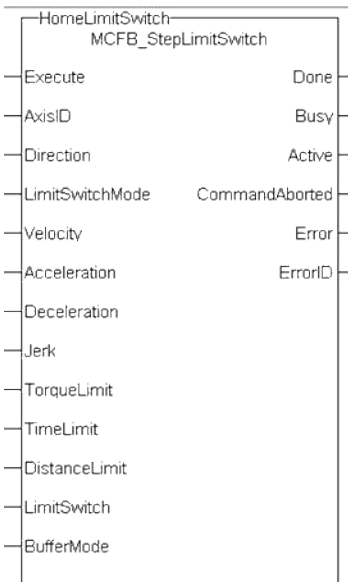 HomeLimitSwitch
MCFB_StepLimitSwitch
Execute Done
AxisID Busy
Direction Active
LimitSwitchMode CommandAborted
Velocity Error
Acceleration ErrorID
Deceleration
Jerk
TorqueLimit
TimeLimit
DistanceLimit
LimitSwitch
BufferMode